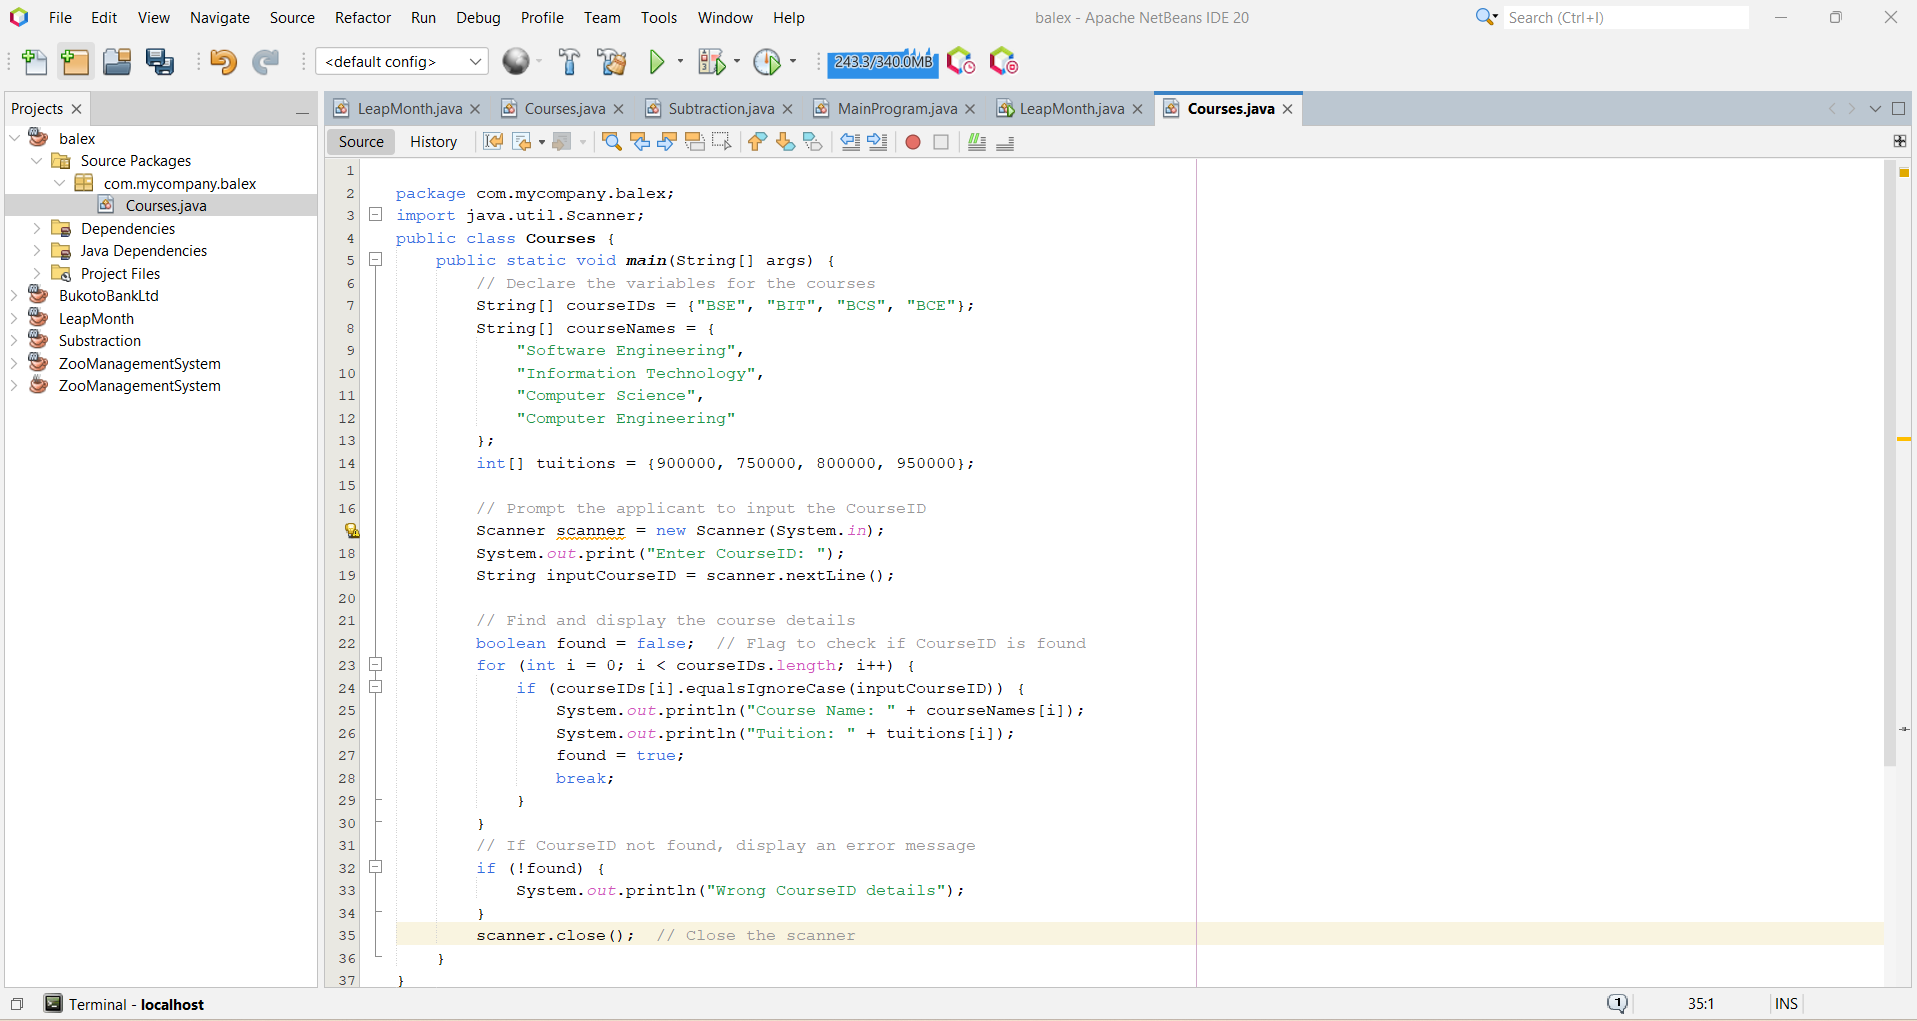 File Edit View Navigate Source Refactor Run Debug Profile Team Tools Window Help balex - Apache NetBeans IDE 20 Search (Ctrl+I)
<default config> 243.3/340.0MB
Projects LeapMonth.java Courses.java Subtraction.java MainProgram.java LeapMonth.java Courses.java
Source History
balex
Source Packages
com.mycompany.balex
Courses.java
Dependencies
Java Dependencies
Project Files
BukotoBankLtd
LeapMonth
Substraction
ZooManagementSystem
ZooManagementSystem
1
2 package com.mycompany.balex;
3 import java.util.Scanner;
4 public class Courses {
5 public static void main(String[] args) {
6 // Declare the variables for the courses
7 String[] courseIDs = {"BSE", "BIT", "BCS", "BCE"};
8 String[] courseNames = {
9 "Software Engineering",
10 "Information Technology",
11 "Computer Science",
12 "Computer Engineering"
13 };
14 int[] tuitions = {900000, 750000, 800000, 950000};
15
16 // Prompt the applicant to input the CourseID
Scanner scanner = new Scanner(System.in);
18 System.out.print("Enter CourseID: ");
19 String inputCourseID = scanner.nextLine();
20
21 // Find and display the course details
22 boolean found = false; // Flag to check if CourseID is found
23 for (int i = 0; i < courseIDs.length; i++) {
24 if (courseIDs[i].equalsIgnoreCase(inputCourseID)) {
25 System.out.println("Course Name: " + courseNames[i]);
26 System.out.println("Tuition: " + tuitions[i]);
27 found = true;
28 break;
29 }
30 }
31 // If CourseID not found, display an error message
32 if (!found) {
33 System.out.println("Wrong CourseID details");
34 }
35 scanner.close(); // Close the scanner
36 }
37 }
Terminal - localhost 1 35:1 INS